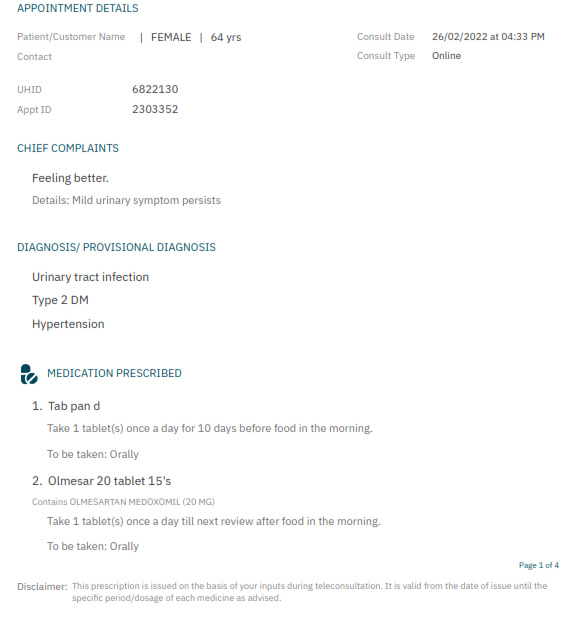 APPOINTMENT DETAILS
Patient/Customer Name | FEMALE | 64 yrs Consult Date 26/02/2022 at 04:33 PM
Contact Consult Type Online
UHID 6822130
Appt ID 2303352
CHIEF COMPLAINTS
Feeling better.
Details: Mild urinary symptom persists
DIAGNOSIS/ PROVISIONAL DIAGNOSIS
Urinary tract infection
Type 2 DM
Hypertension
MEDICATION PRESCRIBED
1. Tab pan d
Take 1 tablet(s) once a day for 10 days before food in the morning.
To be taken: Orally
2. Olmesar 20 tablet 15's
Contains OLMESARTAN MEDOXOMIL (20 MG)
Take 1 tablet(s) once a day till next review after food in the morning.
To be taken: Orally
Page 1 of 4
Disclaimer: This prescription is issued on the basis of your inputs during teleconsultation. It is valid from the date of issue until the
specific period/dosage of each medicine as advised.